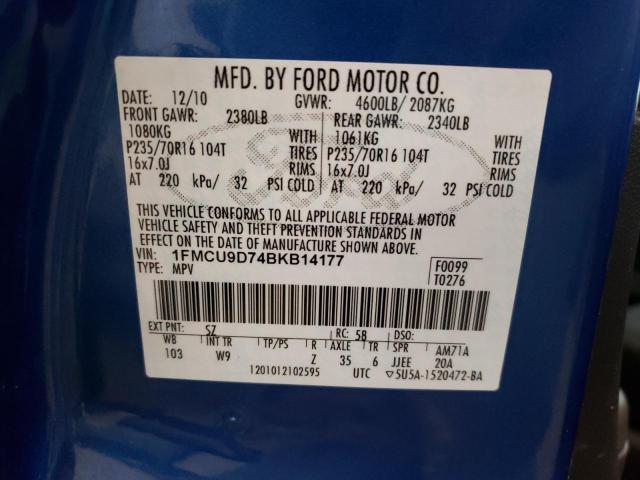 MFD. BY FORD MOTOR CO.
DATE: 12/10 GVWR: 4600LB/ 2087KG
FRONT GAWR: 2380LB REAR GAWR: 2340LB
1080KG WITH 1061KG WITH
P235/70R16 104T TIRES P235/70R16 104T TIRES
16x7.0J RIMS 16x7.0J RIMS
AT 220 kPa/ 32 PSI COLD AT 220 kPa/ 32 PSI COLD
THIS VEHICLE CONFORMS TO ALL APPLICABLE FEDERAL MOTOR
VEHICLE SAFETY AND THEFT PREVENTION STANDARDS IN
EFFECT ON THE DATE OF MANUFACTURE SHOWN ABOVE.
VIN: 1FMCU9D74BKB14177 F0099
TYPE: MPV T0276
EXT PNT: SZ RC: 58 DSO:
WB INT TR TP/PS R AXLE TR SPR AM71A
103 W9 Z 35 6 JJEE 20A
1201012102595 UTC ▽5U5A-1520472-BA
Ford